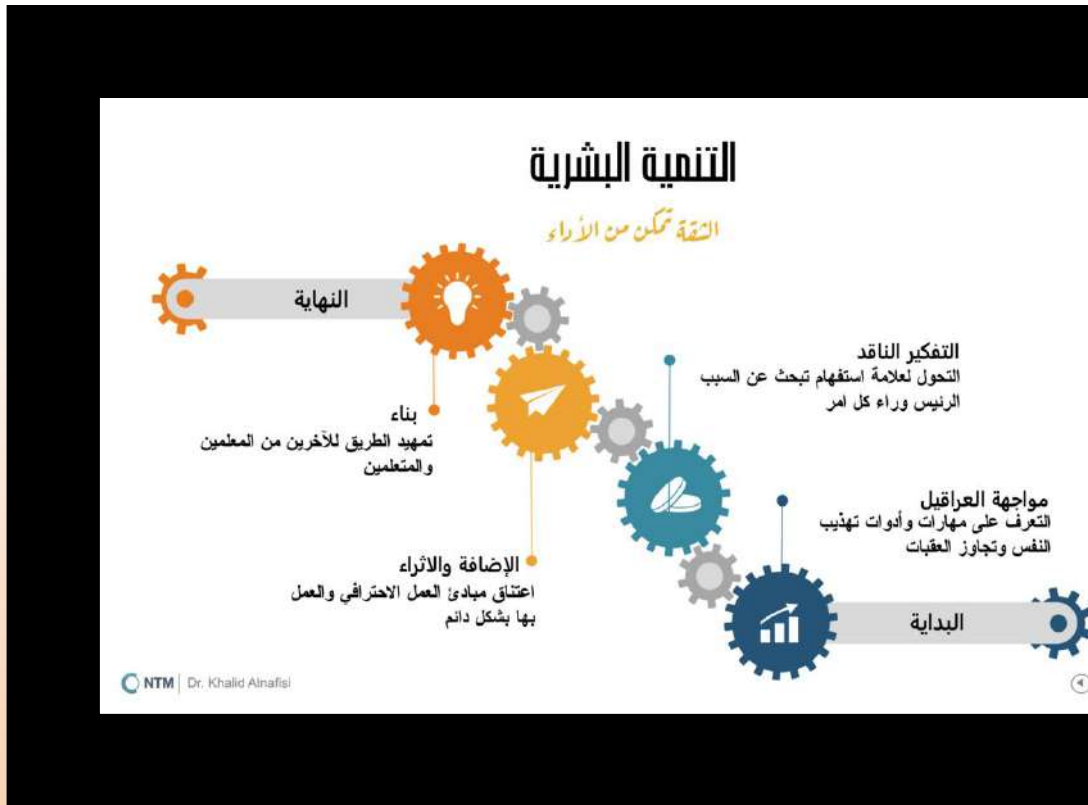 التنمية البشرية
الثقة تمكن من الأداء
البداية
مواجهة العراقيل
التعرف على مهارات وأدوات تهذيب
النفس وتجاوز العقبات
التفكير الناقد
التحول لعلامة استفهام تبحث عن السبب
الرئيس وراء كل امر
الإضافة والاثراء
اعتناق مبادئ العمل الاحترافي والعمل
بها بشكل دائم
بناء
تمهيد الطريق للآخرين من المعلمين
والمتعلمين
النهاية
NTM | Dr. Khalid Alnafisi